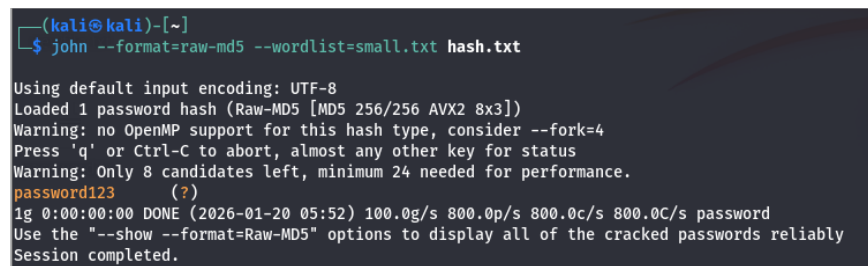 (kali㉿kali)-[~]
$ john --format=raw-md5 --wordlist=small.txt hash.txt
Using default input encoding: UTF-8
Loaded 1 password hash (Raw-MD5 [MD5 256/256 AVX2 8x3])
Warning: no OpenMP support for this hash type, consider --fork=4
Press 'q' or Ctrl-C to abort, almost any other key for status
Warning: Only 8 candidates left, minimum 24 needed for performance.
password123      (?)
1g 0:00:00:00 DONE (2026-01-20 05:52) 100.0g/s 800.0p/s 800.0c/s 800.0C/s password
Use the "--show --format=Raw-MD5" options to display all of the cracked passwords reliably
Session completed.